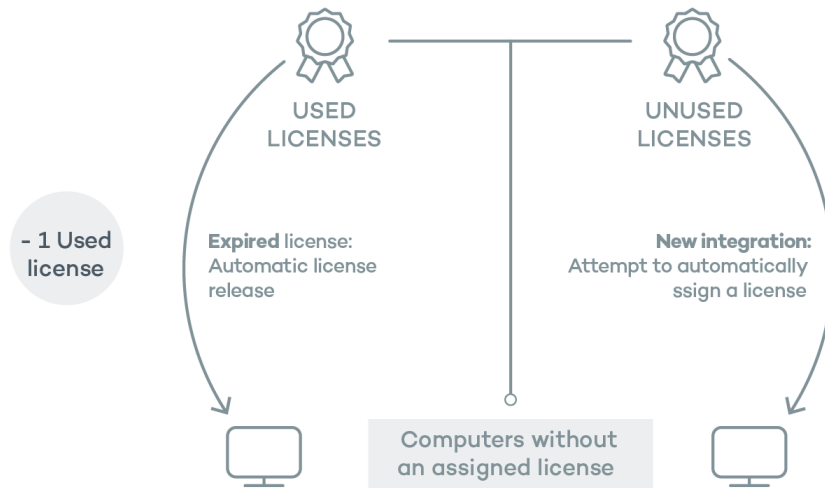 USED
LICENSES
UNUSED
LICENSES
- 1 Used
license
Expired license:
Automatic license
release
New integration:
Attempt to automatically
ssign a license
Computers without
an assigned license